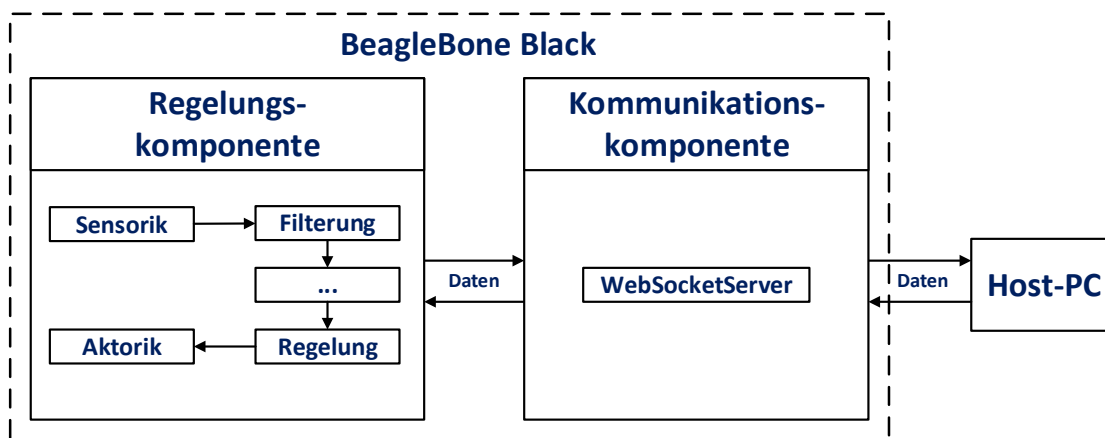 BeagleBone Black
Regelungs-
komponente
Kommunikations-
komponente
Sensorik
Filterung
...
Aktorik
Regelung
Daten
WebSocketServer
Daten
Host-PC